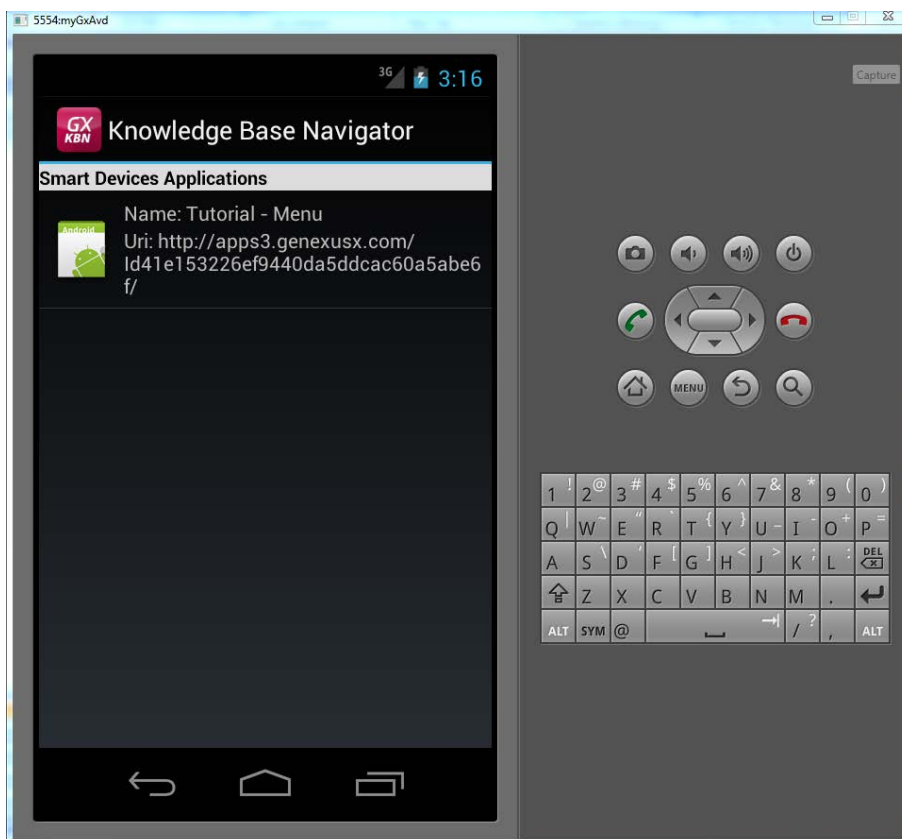 5554:myGxAvd
Capture
3G 3:16
GX
KBN
Knowledge Base Navigator
Smart Devices Applications
Android
Name: Tutorial - Menu
Uri: http://apps3.genexusx.com/
Id41e153226ef9440da5ddcac60a5abe6
f/
MENU
1 ! 2 @ 3 # 4 $ 5 % 6 ^ 7 & 8 * 9 ( 0 )
Q | W ~ E " R ` T { Y } U - I - O + P =
A S \ D ' F [ G ] H < J > K ; L : DEL
Z X C V B N M .
ALT SYM @ / ? , ALT